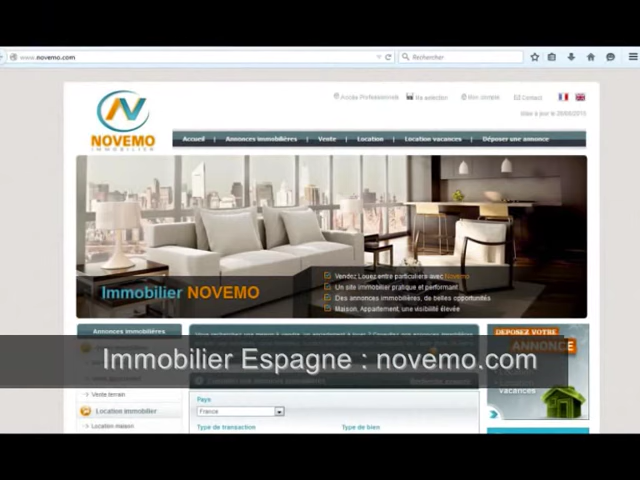 www.novemo.com
Rechercher
Accès Professionnels
Ma sélection
Mon compte
Contact
NOVEMO
IMMOBILIER
Accueil | Annonces immobilières | Vente | Location | Location vacances | Déposer une annonce
Vendez Louez entre particuliers avec Novemo
Un site immobilier pratique et performant
Immobilier NOVEMO
Des annonces immobilières, de belles opportunités
Maison, Appartement, une visibilité élevée
Annonces immobilières
DEPOSEZ VOTRE
ANNONCE
Immobilier Espagne : novemo.com
vacances
Vente terrain
Location immobilier
Location maison
Pays
France
Type de transaction
Type de bien